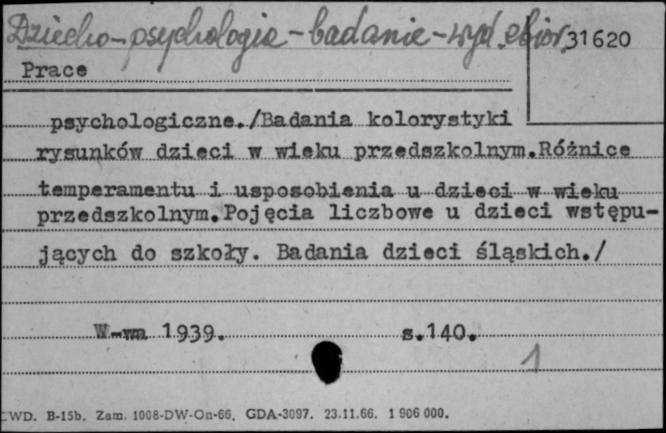 Dziecko-psychologia-badanie-wyd. zbior. 31620
Prace
psychologiczne./Badania kolorystyki
rysunków dzieci w wieku przedszkolnym.Różnice
temperamentu i usposobienia u dzieci w wieku
przedszkolnym.Pojęcia liczbowe u dzieci wstępu-
jących do szkoły. Badania dzieci śląskich./
W-wa 1939. s.140.
1
CWD. B-15b. Zam. 1008-DW-On-66. GDA-3097. 23.11.66. 1 906 000.